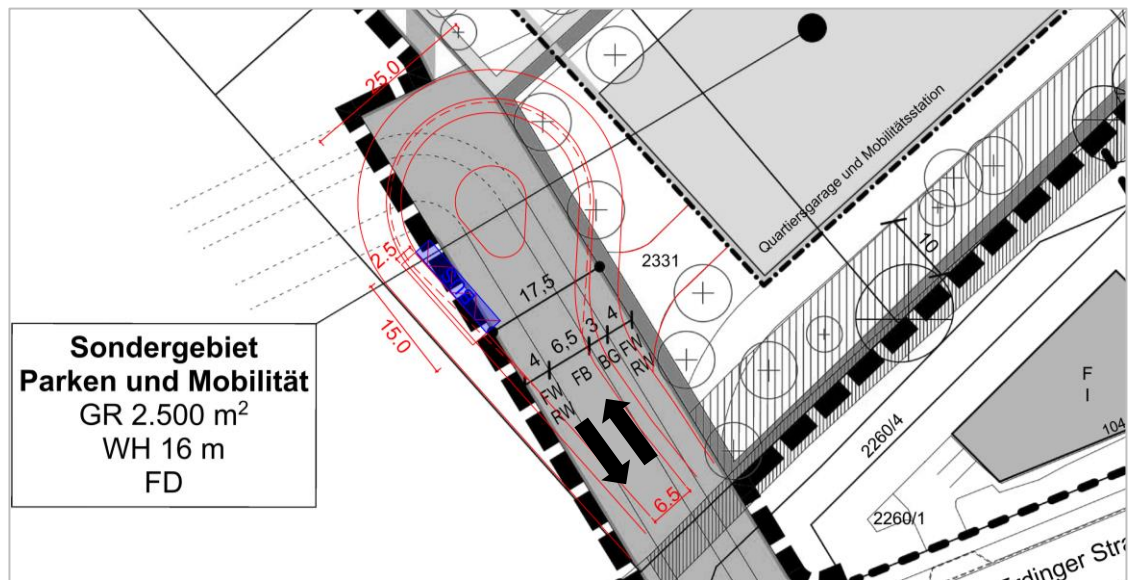 25.0
Quartiersgarage und Mobilitätsstation
2331
10
2.5
17,5
15.0
4
6,5
3
4
FW
RW
FB
BG
FW
RW
6,5
Sondergebiet
Parken und Mobilität
GR 2.500 m²
WH 16 m
FD
F
I
104
2260/4
2260/1
rdinger Stra